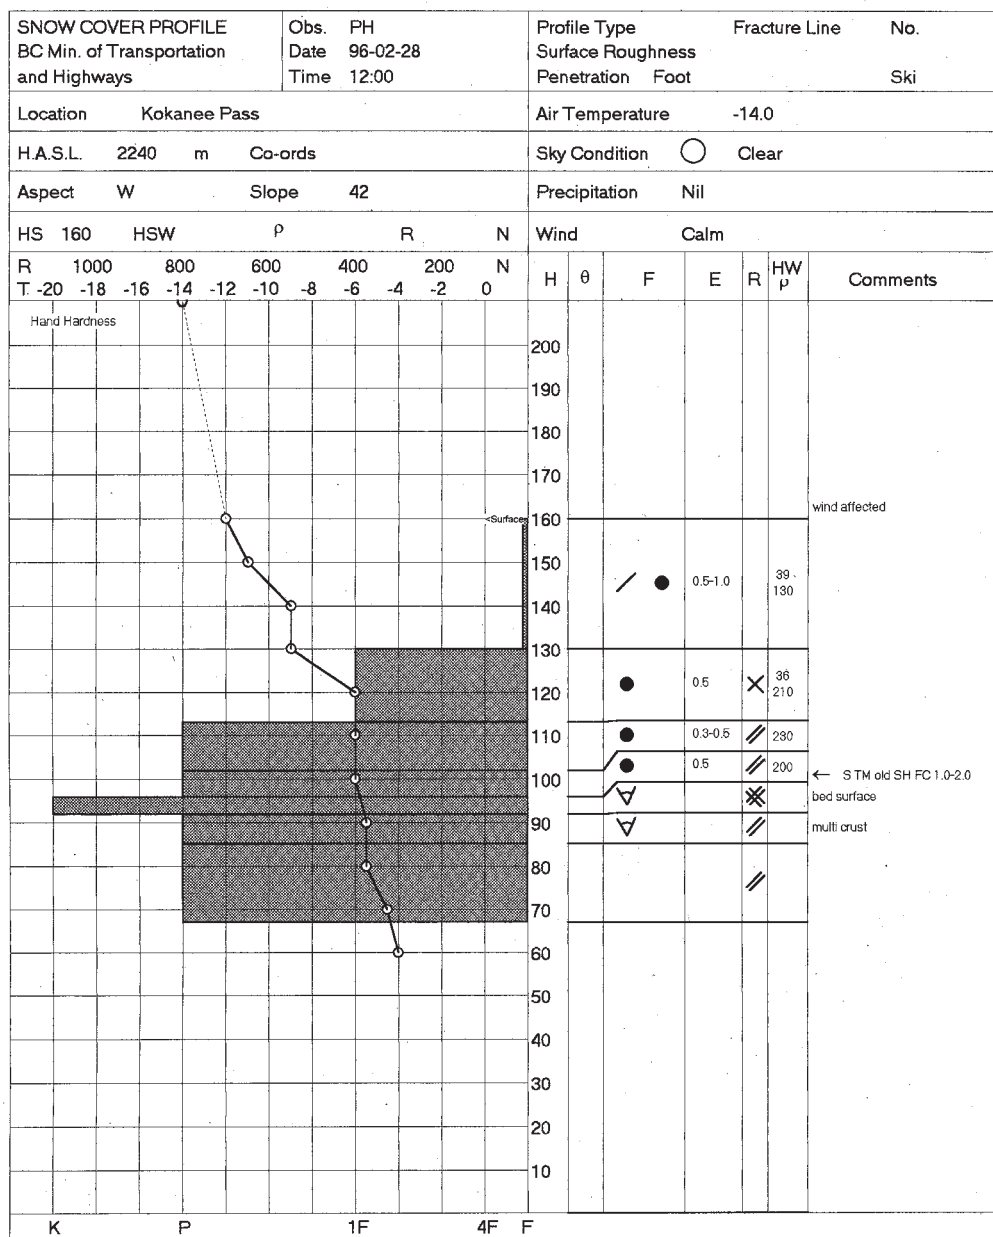 SNOW COVER PROFILE Obs. PH Profile Type Fracture Line No.
BC Min. of Transportation Date 96-02-28 Surface Roughness
and Highways Time 12:00 Penetration Foot Ski
Location Kokanee Pass Air Temperature -14.0
H.A.S.L. 2240 m Co-ords Sky Condition Clear
Aspect W Slope 42 Precipitation Nil
HS 160 HSW ρ R N Wind Calm
R 1000 800 600 400 200 N
T -20 -18 -16 -14 -12 -10 -8 -6 -4 -2 0 H θ F E R HW ρ Comments
Hand Hardness
200
190
180
170
wind affected
<Surface 160
150 0.5-1.0 39
130
140
130
120 0.5 36
210
110 0.3-0.5 280
100 0.5 200 ← S TM old SH FC 1.0-2.0
bed surface
90 multi crust
80
70
60
50
40
30
20
10
K P 1F 4F F